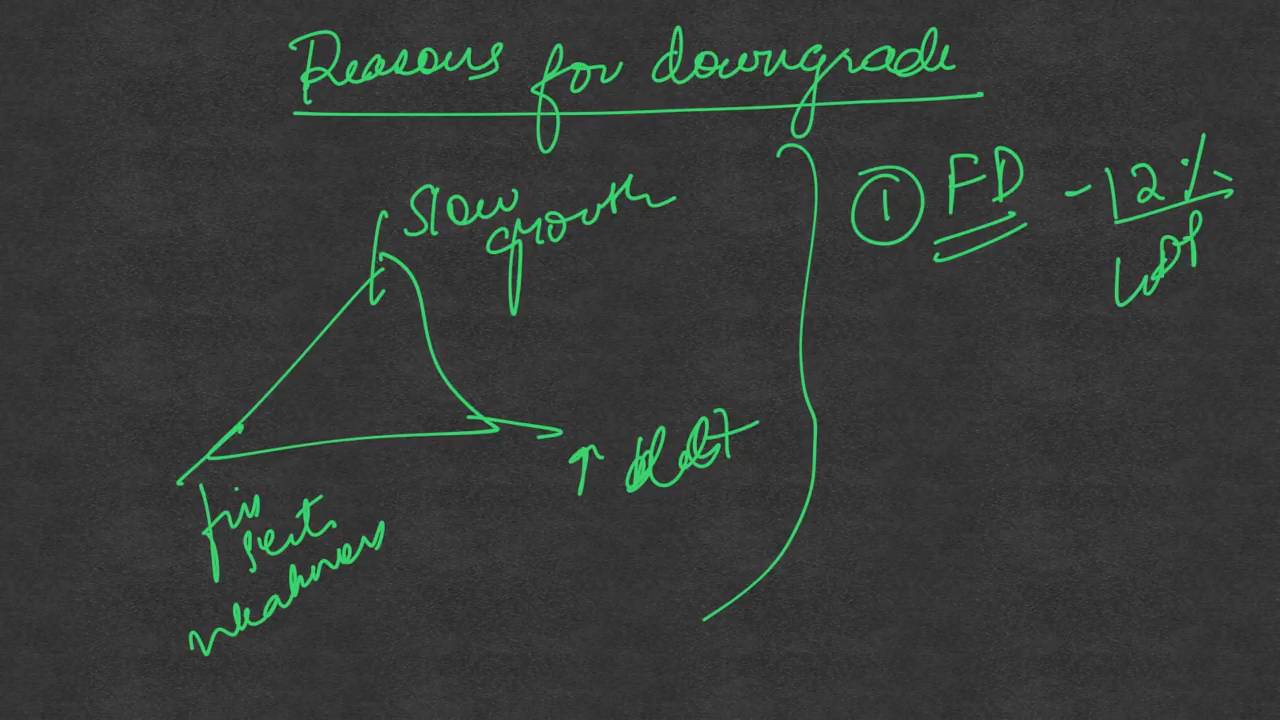 Reasons for downgrade
Slow
growth
↑ debt
fin
sect.
weakness
① FD - 12%
GDP